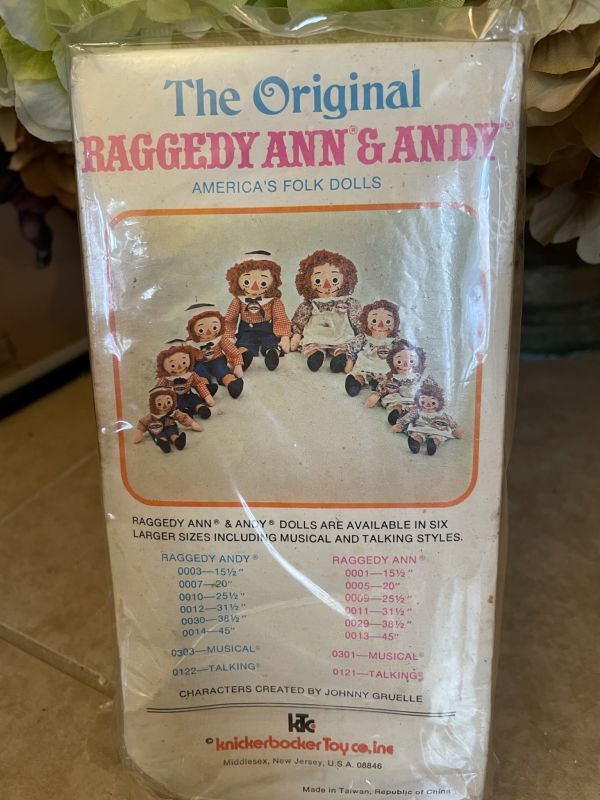 The Original
RAGGEDY ANN® & ANDY®
AMERICA'S FOLK DOLLS
RAGGEDY ANN® & ANDY® DOLLS ARE AVAILABLE IN SIX
LARGER SIZES INCLUDING MUSICAL AND TALKING STYLES.
RAGGEDY ANDY®
0003—15½"
0007—20"
0010—25½"
0012—31½"
0030—38½"
0014—45"
0303—MUSICAL®
0122—TALKING®
RAGGEDY ANN®
0001—15½"
0005—20"
0009—25½"
0011—31½"
0029—38½"
0013—45"
0301—MUSICAL®
0121—TALKING®
CHARACTERS CREATED BY JOHNNY GRUELLE
KTC
© knickerbocker Toy co, inc
Middlesex, New Jersey, U.S.A. 08846
Made in Taiwan, Republic of China